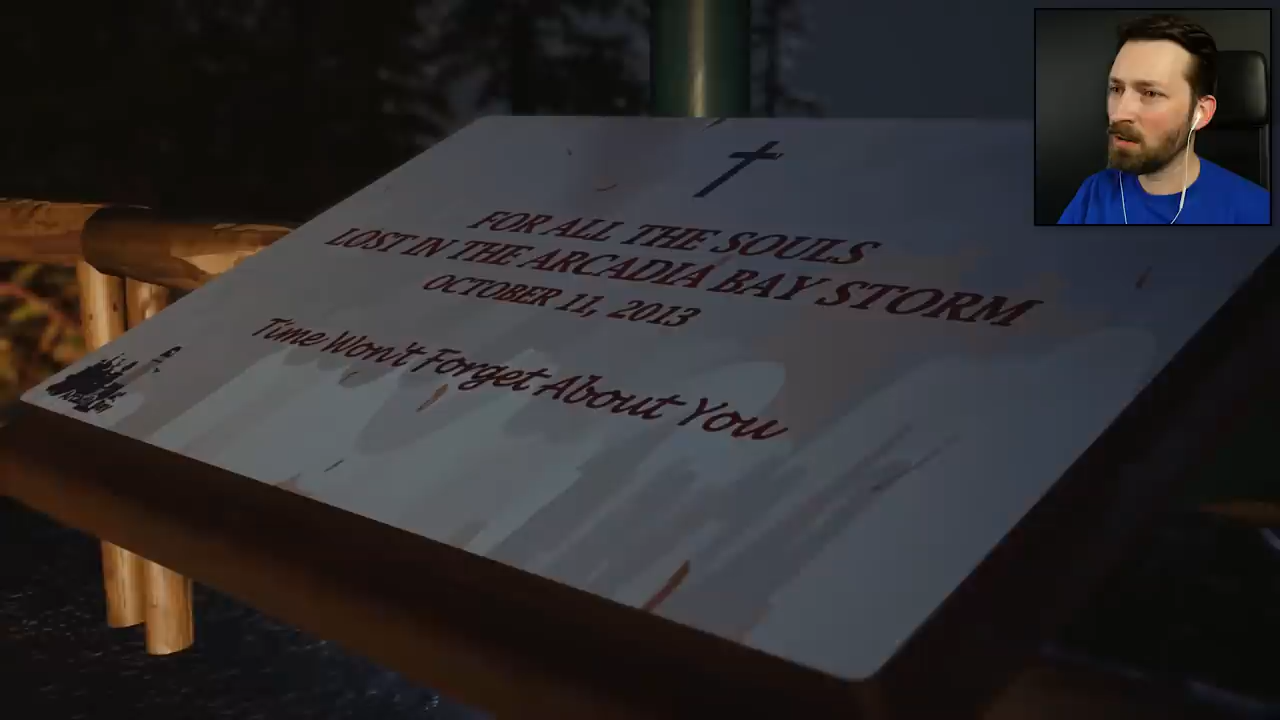 FOR ALL THE SOULS
LOST IN THE ARCADIA BAY STORM
OCTOBER 11, 2013
Time Won't Forget About You